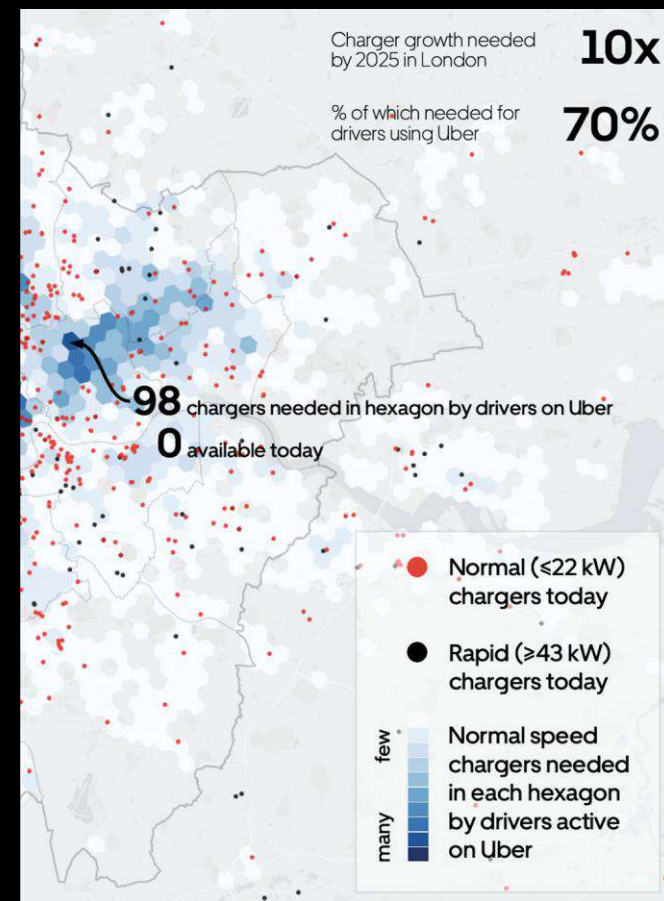 Charger growth needed
by 2025 in London
10x
% of which needed for
drivers using Uber
70%
98 chargers needed in hexagon by drivers on Uber
0 available today
Normal (≤22 kW)
chargers today
Rapid (≥43 kW)
chargers today
few
many
Normal speed
chargers needed
in each hexagon
by drivers active
on Uber